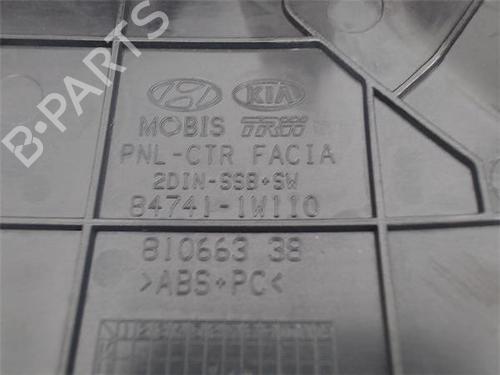 B-PARTS
KIA
MOBIS TRW
PNL-CTR FACIA
2DIN-SSB+SW
84741-1W110
810663 38
>ABS+PC<